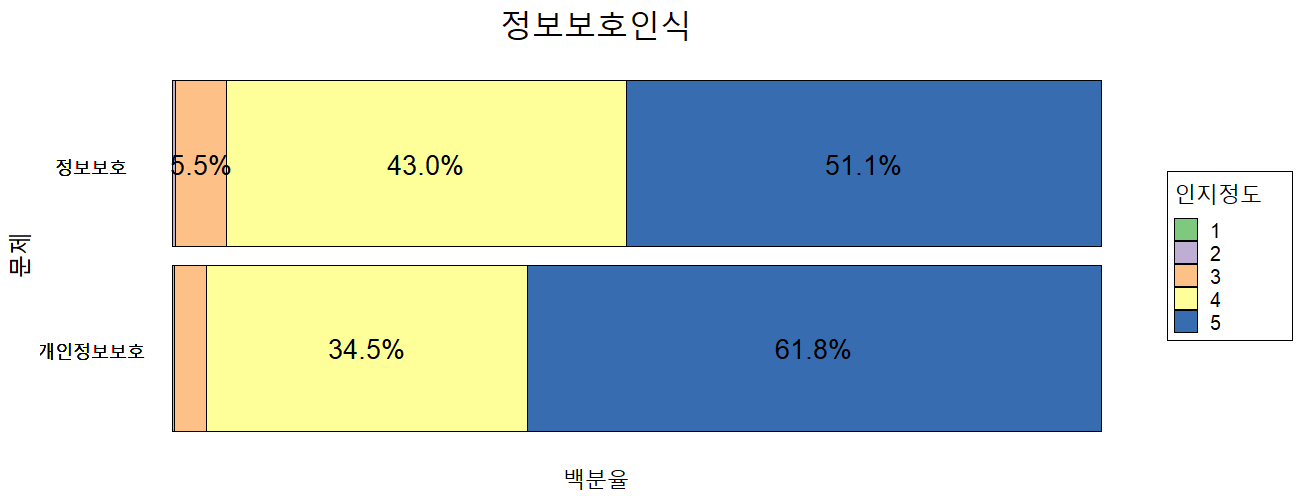 정보보호인식
정보보호
5.5%
43.0%
51.1%
문제
개인정보보호
34.5%
61.8%
백분율
인지정도
1
2
3
4
5